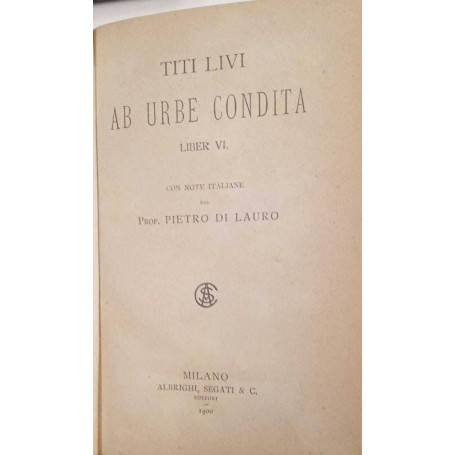 TITI LIVI
AB URBE CONDITA
LIBER VI.
CON NOTE ITALIANE
DEL
PROF. PIETRO DI LAURO
MILANO
ALBRIGHI, SEGATI & C.
EDITORI
1900